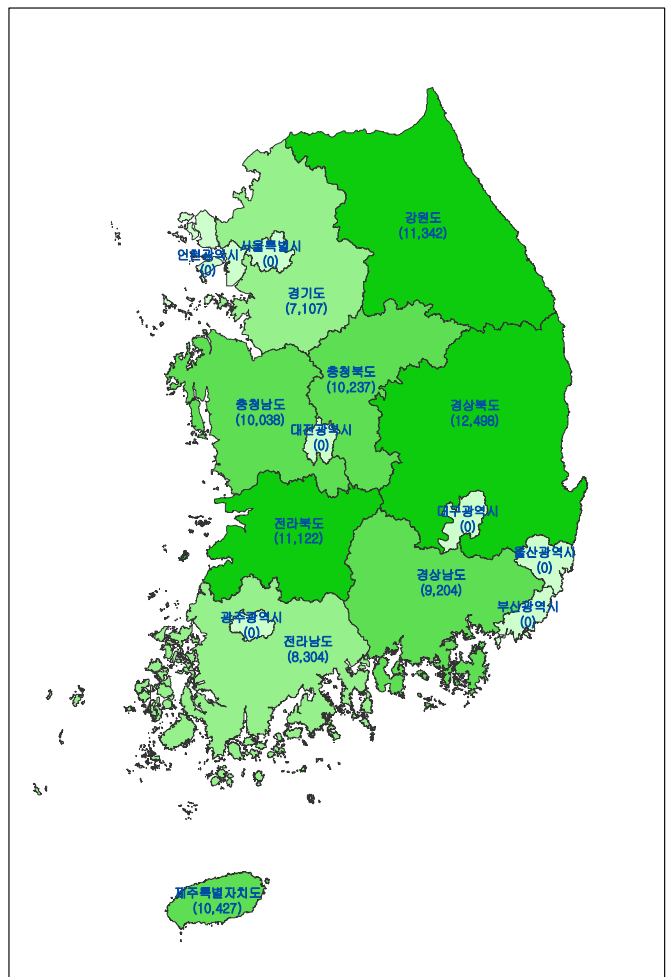 강원도
(11,342)
서울특별시
(0)
인천광역시
(0)
경기도
(7,107)
충청북도
(10,237)
충청남도
(10,038)
경상북도
(12,498)
대전광역시
(0)
대구광역시
(0)
전라북도
(11,122)
울산광역시
(0)
경상남도
(9,204)
부산광역시
(0)
광주광역시
(0)
전라남도
(8,304)
제주특별자치도
(10,427)